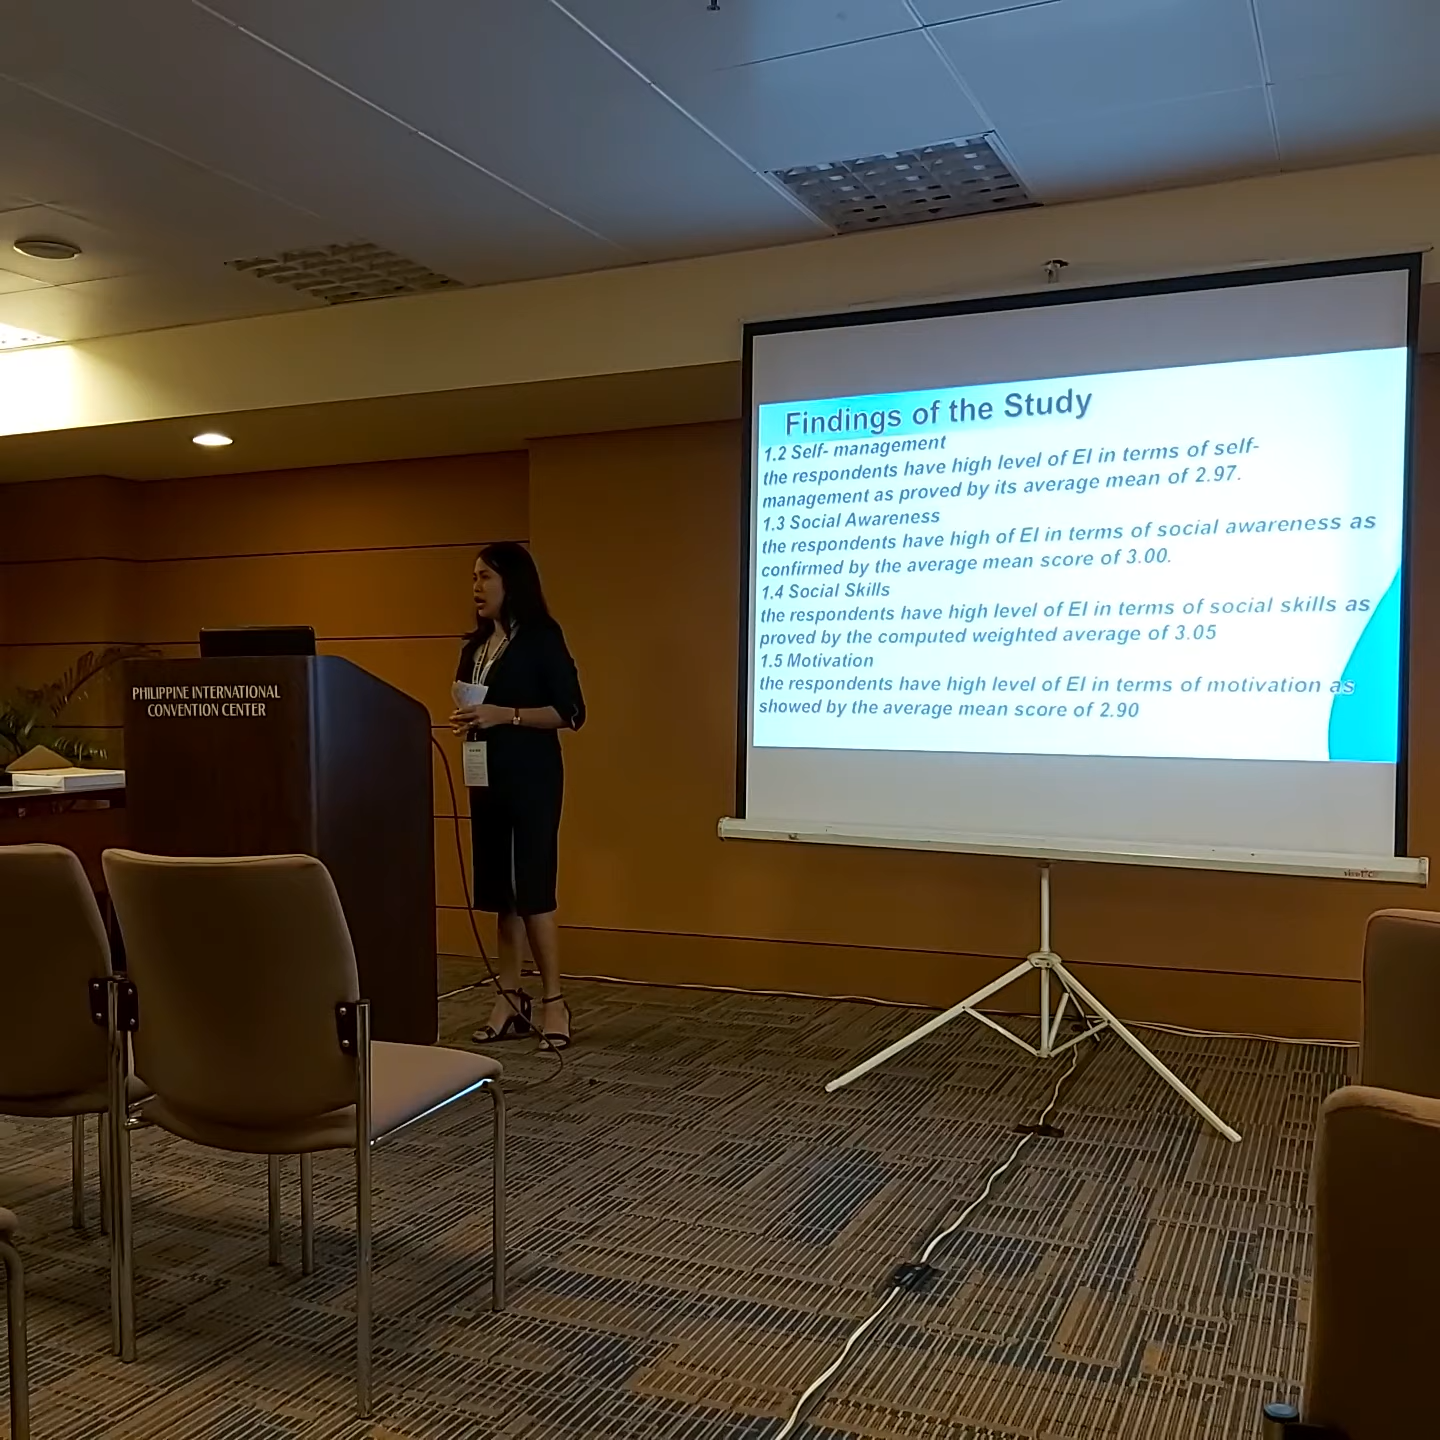 Findings of the Study
1.2 Self- management
the respondents have high level of EI in terms of self-
management as proved by its average mean of 2.97.
1.3 Social Awareness
the respondents have high of EI in terms of social awareness as
confirmed by the average mean score of 3.00.
1.4 Social Skills
the respondents have high level of EI in terms of social skills as
proved by the computed weighted average of 3.05
1.5 Motivation
the respondents have high level of EI in terms of motivation as
showed by the average mean score of 2.90
PHILIPPINE INTERNATIONAL
CONVENTION CENTER